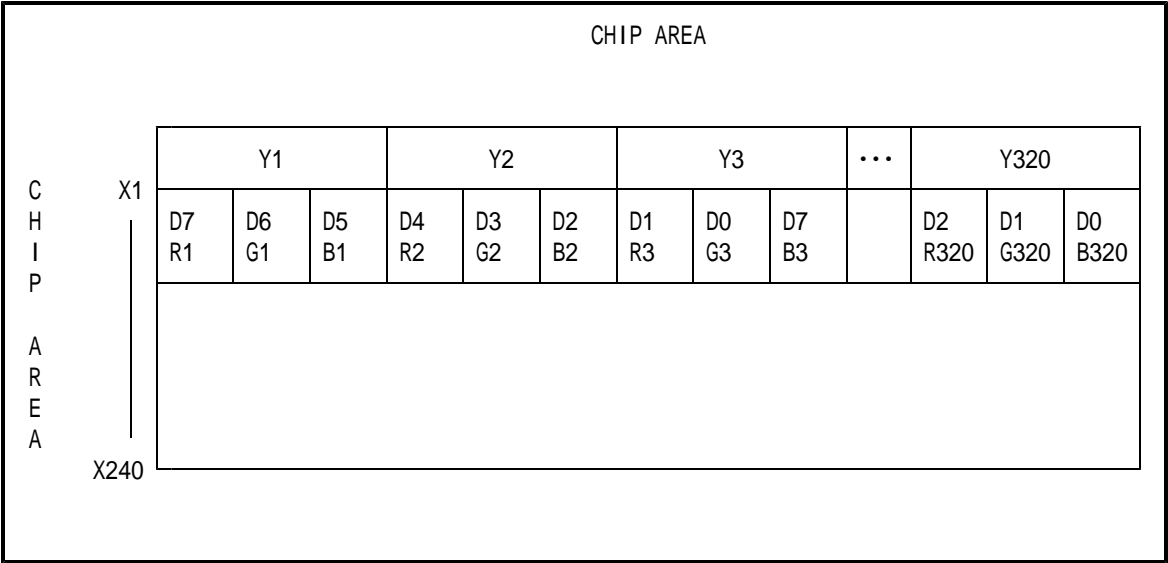 CHIP AREA
Y1 Y2 Y3 ··· Y320
X1
D7 D6 D5 D4 D3 D2 D1 D0 D7 D2 D1 D0
R1 G1 B1 R2 G2 B2 R3 G3 B3 R320 G320 B320
C
H
I
P
A
R
E
A
X240